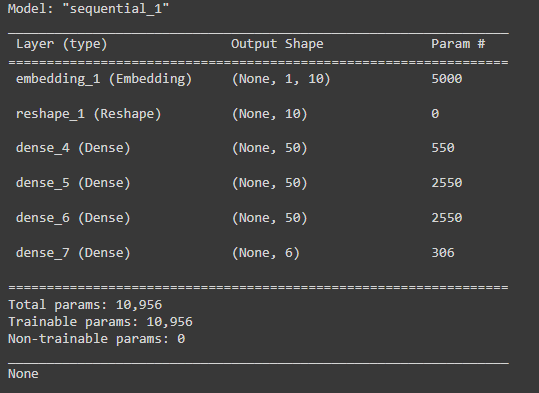 Model: "sequential_1"
_________________________________________________________________
Layer (type) Output Shape Param #
=================================================================
embedding_1 (Embedding) (None, 1, 10) 5000
reshape_1 (Reshape) (None, 10) 0
dense_4 (Dense) (None, 50) 550
dense_5 (Dense) (None, 50) 2550
dense_6 (Dense) (None, 50) 2550
dense_7 (Dense) (None, 6) 306
=================================================================
Total params: 10,956
Trainable params: 10,956
Non-trainable params: 0
_________________________________________________________________
None